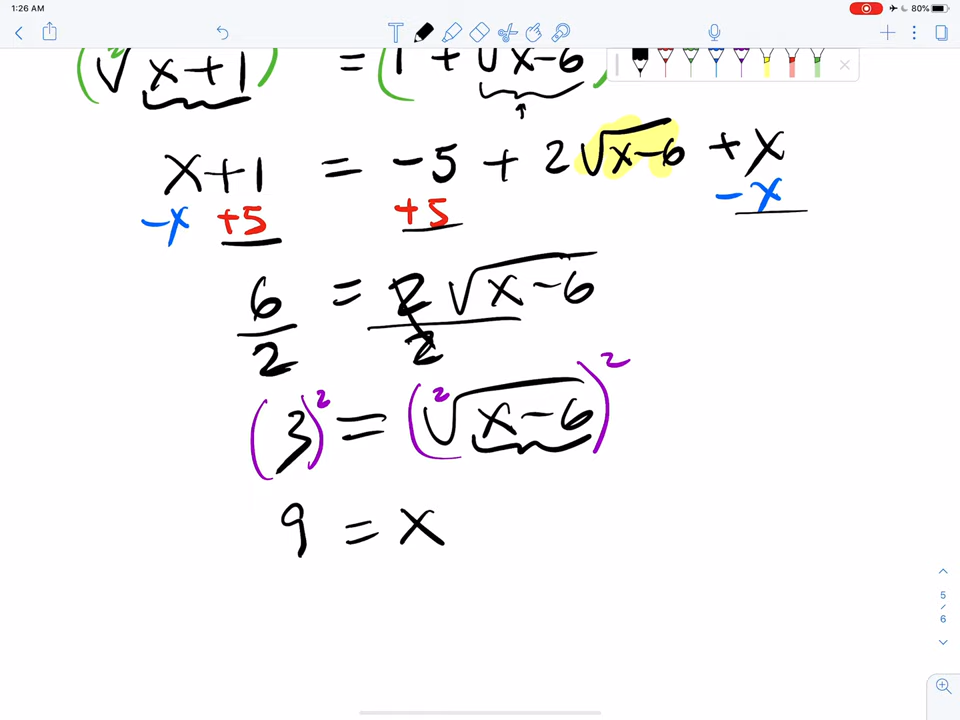 1:26 AM 80%
(²√x+1) = (1 + √x-6)
x+1 = -5 + 2√x-6 +x
-x +5 +5 -x
6 = 2√x-6
2 2
(3)² = (²√x-6)²
9 = x
5
/
6